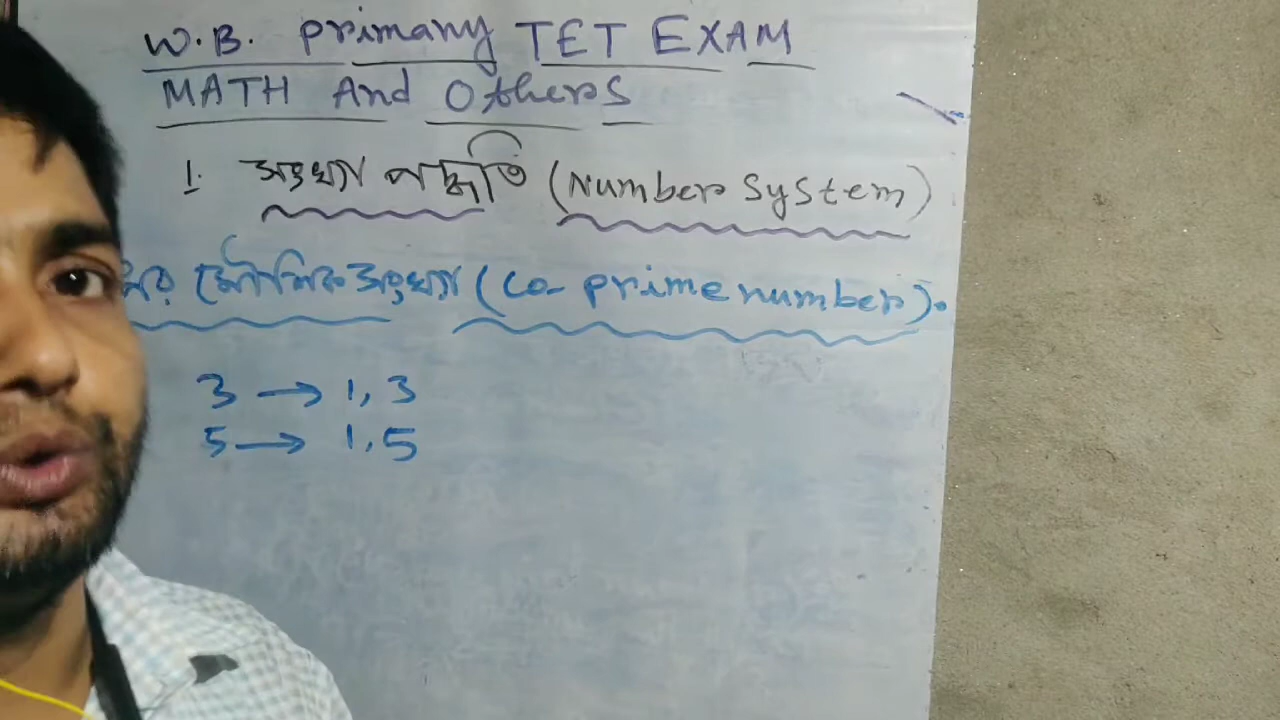 W.B. primary TET EXAM
MATH And Others
1. সংখ্যা পদ্ধতি (Number System)
মৌলিক সংখ্যা (Co-prime number).
3 → 1, 3
5 → 1, 5